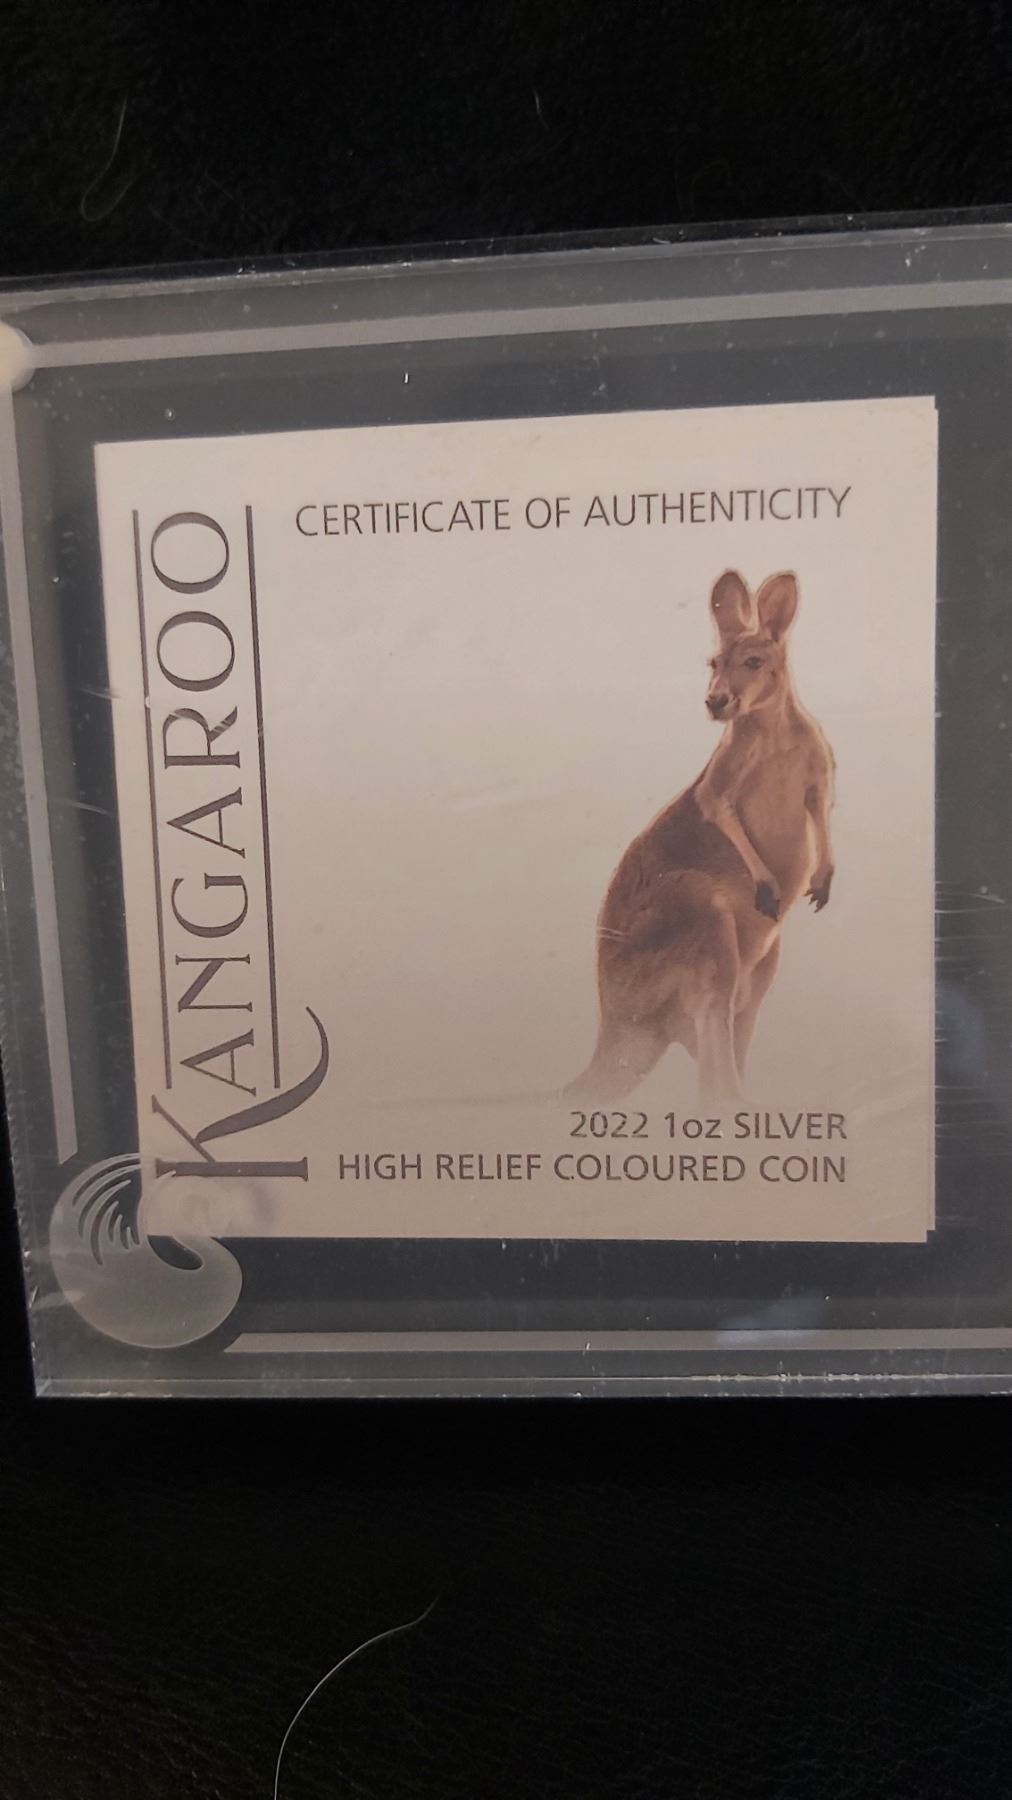 KANGAROO
CERTIFICATE OF AUTHENTICITY
2022 1oz SILVER
HIGH RELIEF COLOURED COIN